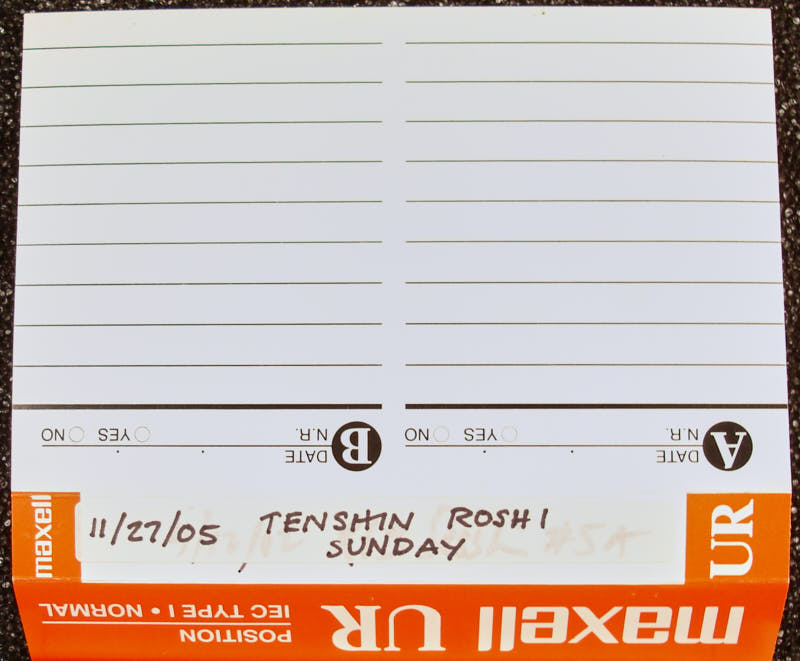 B DATE
N.R. YES NO
A DATE
N.R. YES NO
maxell
11/27/05 TENSHIN ROSHI
SUNDAY
#5A
UR
maxell UR
POSITION
IEC TYPE I • NORMAL